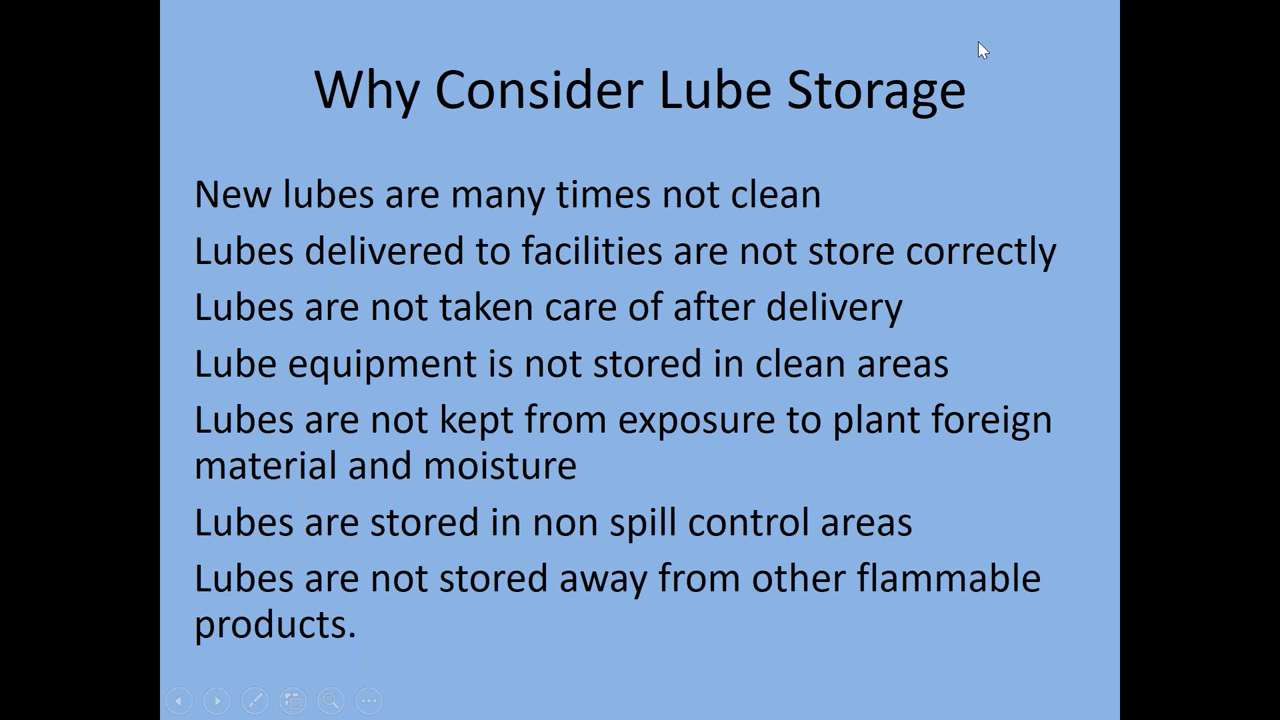 Why Consider Lube Storage
New lubes are many times not clean
Lubes delivered to facilities are not store correctly
Lubes are not taken care of after delivery
Lube equipment is not stored in clean areas
Lubes are not kept from exposure to plant foreign
material and moisture
Lubes are stored in non spill control areas
Lubes are not stored away from other flammable
products.